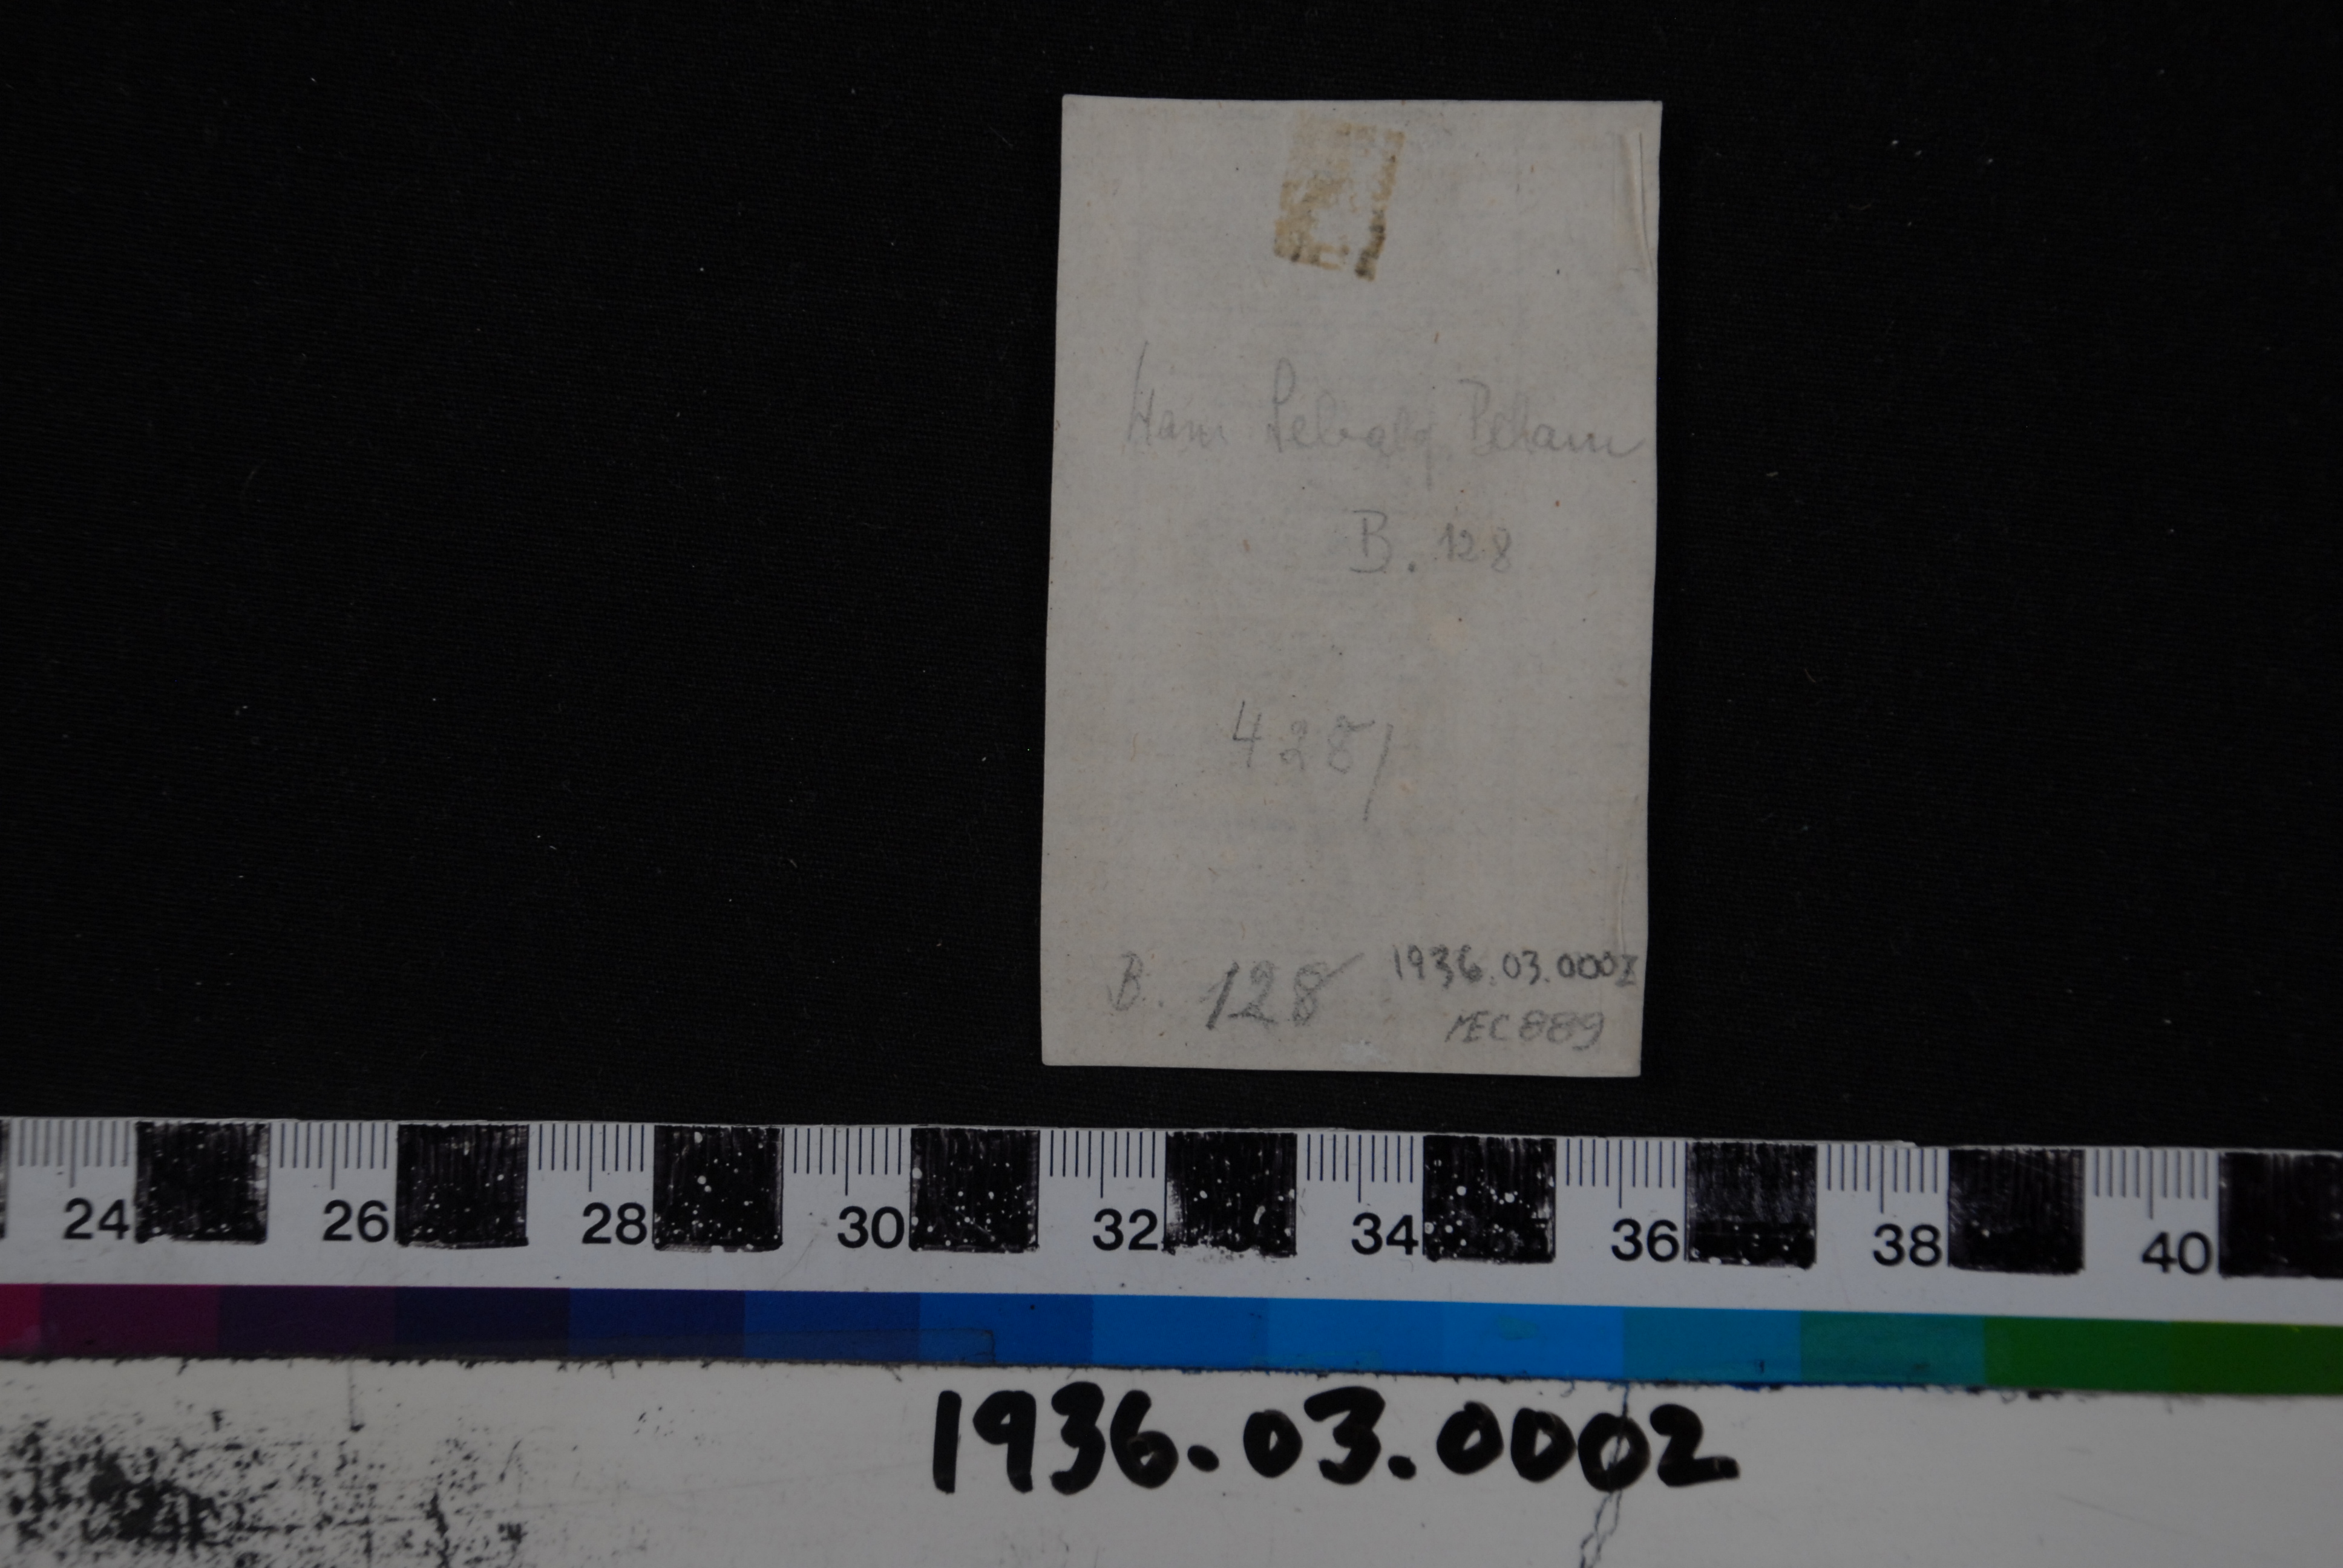 Hans Sebald Beham
B. 128
428/
B. 128
1936.03.0002
MEC889
24 26 28 30 32 34 36 38 40
1936.03.0002